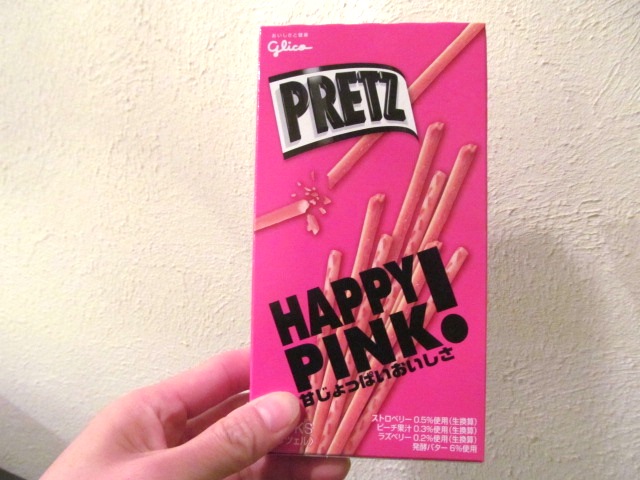 おいしさと健康
glico
PRETZ
HAPPY
PINK!
甘じょっぱいおいしさ
ストロベリー 0.5%使用(生換算)
ピーチ果汁 0.3%使用(生換算)
ラズベリー 0.2%使用(生換算)
発酵バター 6%使用